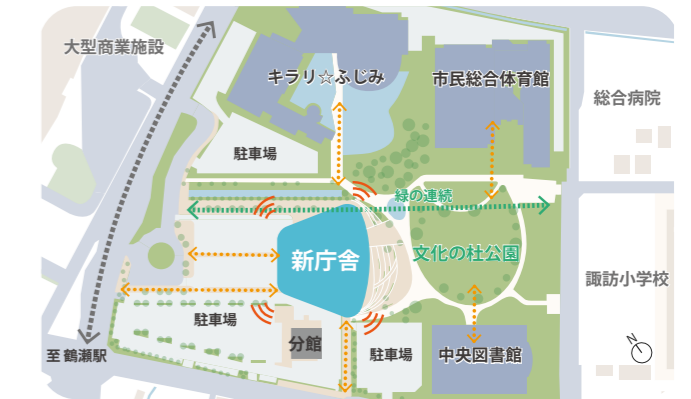 大型商業施設
キラリ☆ふじみ
市民総合体育館
総合病院
駐車場
緑の連続
新庁舎
文化の杜公園
諏訪小学校
駐車場
分館
駐車場
中央図書館
至 鶴瀬駅
N